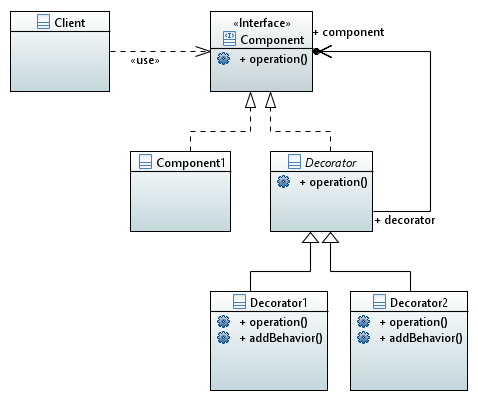 Client
«Interface»
Component
+ component
«use»
+ operation()
Component1
Decorator
+ operation()
+ decorator
Decorator1
+ operation()
+ addBehavior()
Decorator2
+ operation()
+ addBehavior()